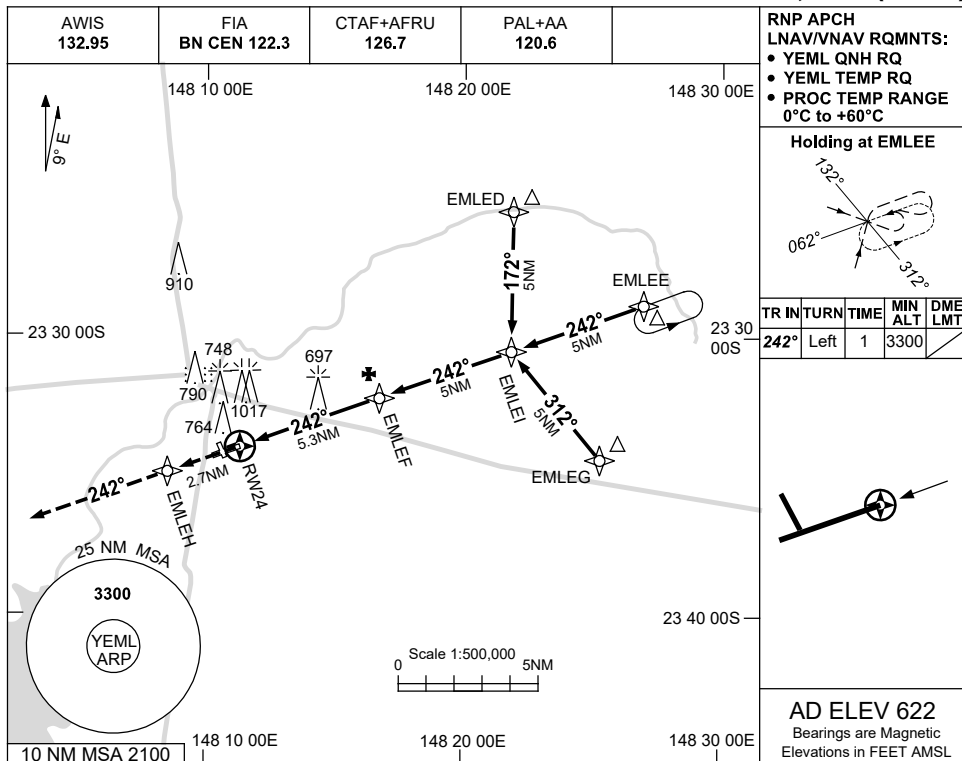 AWIS
132.95
FIA
BN CEN 122.3
CTAF+AFRU
126.7
PAL+AA
120.6
RNP APCH
LNAV/VNAV RQMNTS:
• YEML QNH RQ
• YEML TEMP RQ
• PROC TEMP RANGE
0°C to +60°C
148 10 00E
148 20 00E
148 30 00E
9° E
Holding at EMLEE
132°
062°
312°
TR IN TURN TIME MIN ALT DME LMT
242° Left 1 3300
EMLED
172°
5NM
EMLEE
242°
5NM
910
23 30 00S
23 30
00S
748
697
790
1017
764
242°
5NM
EMLEI
312°
5NM
242°
5.3NM
EMLEF
EMLEG
RW24
2.7NM
EMLEH
242°
25 NM MSA
3300
YEML
ARP
10 NM MSA 2100
23 40 00S
Scale 1:500,000
0
5NM
148 10 00E
148 20 00E
148 30 00E
AD ELEV 622
Bearings are Magnetic
Elevations in FEET AMSL